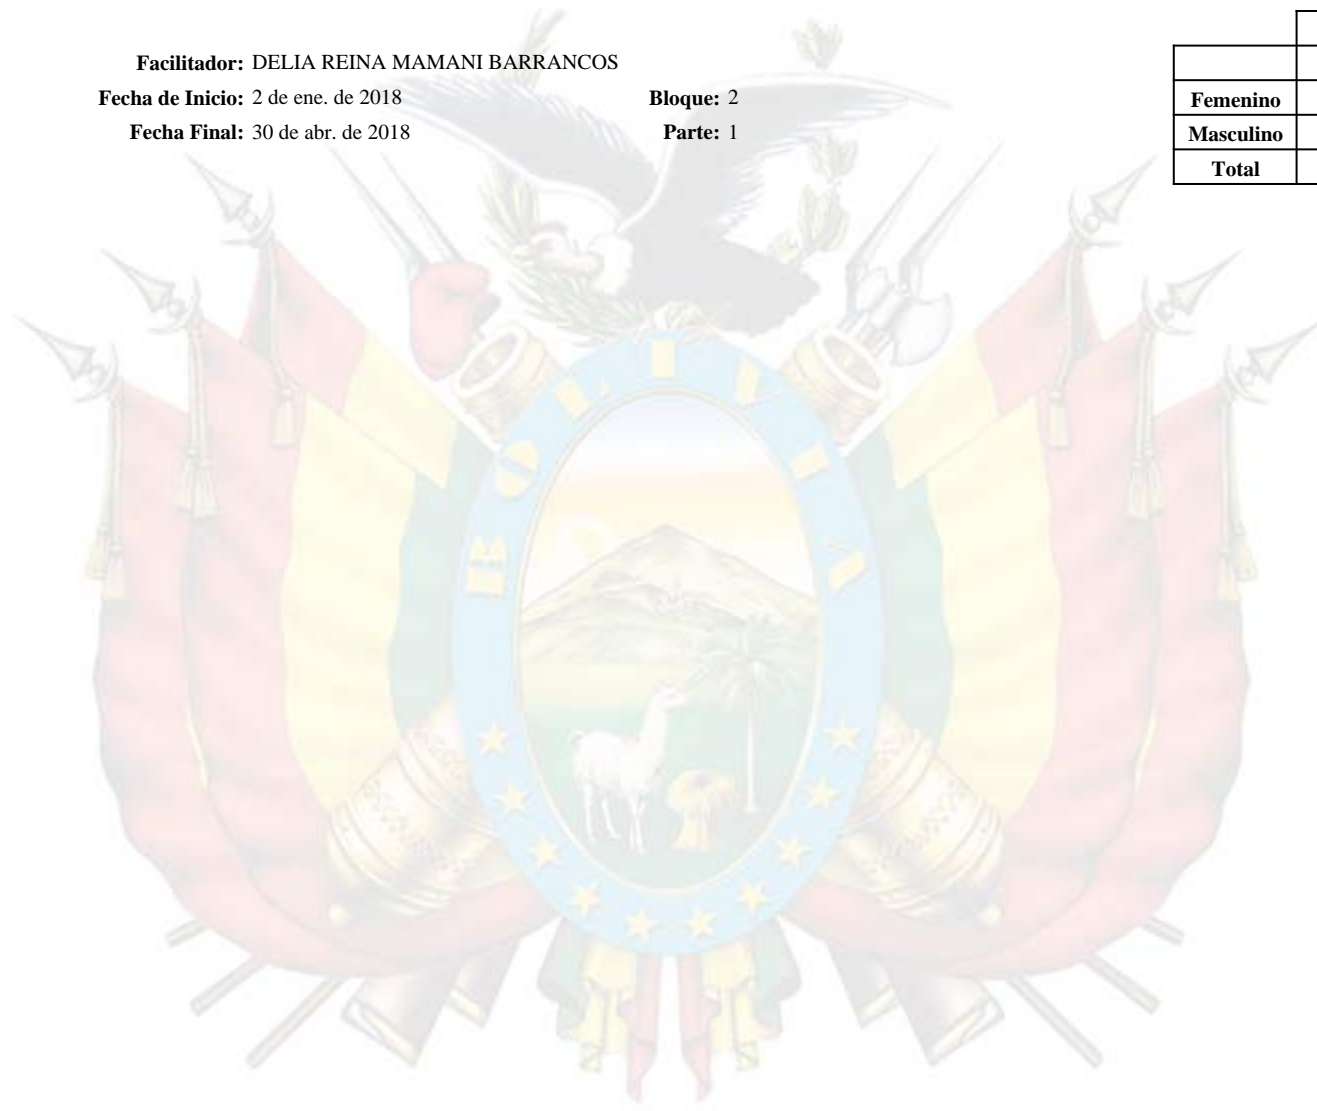 Facilitador: DELIA REINA MAMANI BARRANCOS
Fecha de Inicio: 2 de ene. de 2018 Bloque: 2
Fecha Final: 30 de abr. de 2018 Parte: 1
Femenino
Masculino
Total
BOLIVIA